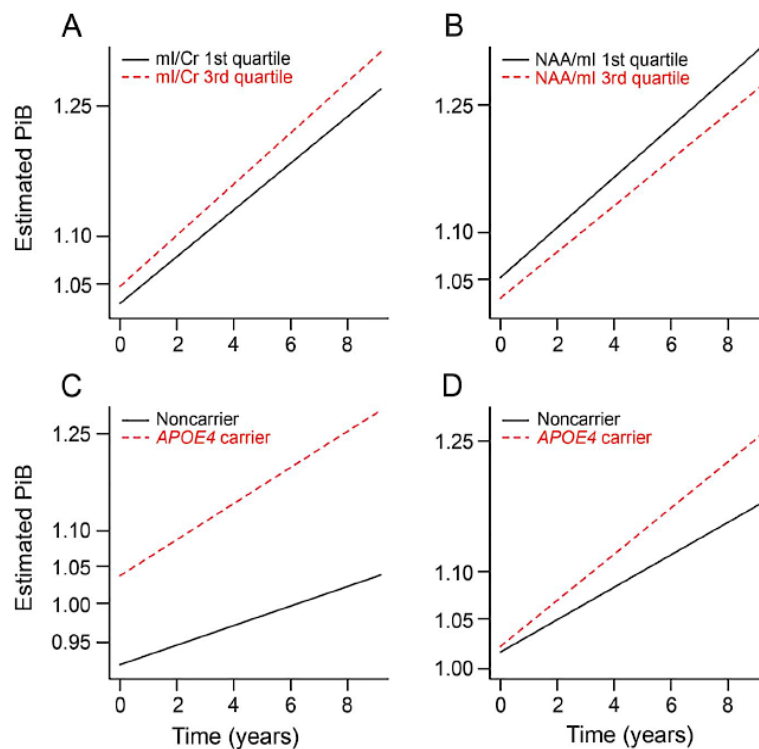 A
mI/Cr 1st quartile
mI/Cr 3rd quartile
Estimated PiB
1.25
1.10
1.05
0 2 4 6 8
B
NAA/mI 1st quartile
NAA/mI 3rd quartile
1.25
1.10
1.05
0 2 4 6 8
C
Noncarrier
APOE4 carrier
Estimated PiB
1.25
1.10
1.05
1.00
0.95
0 2 4 6 8
Time (years)
D
Noncarrier
APOE4 carrier
1.25
1.10
1.05
1.00
0 2 4 6 8
Time (years)